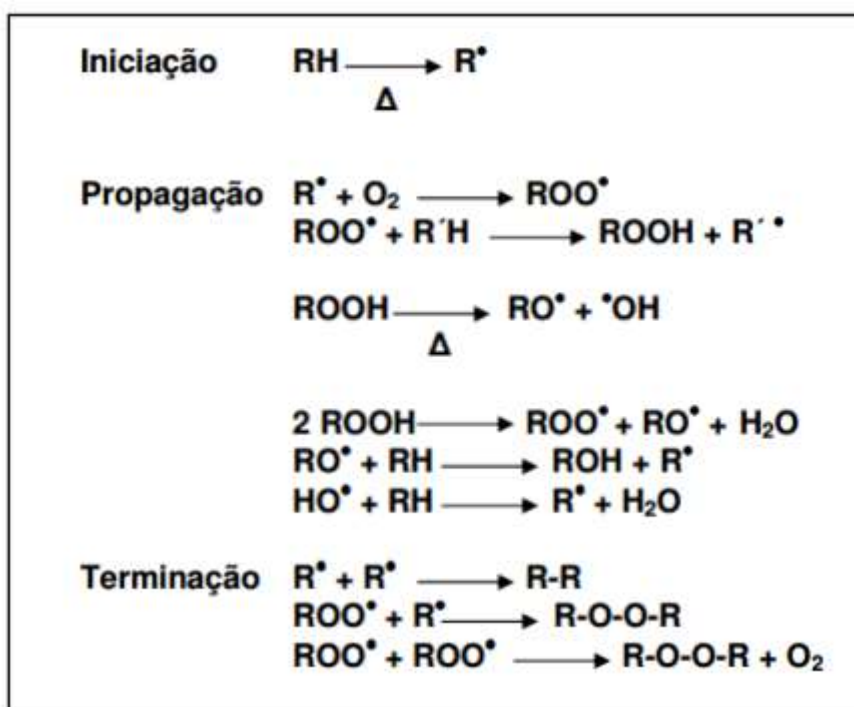 Iniciação RH ⟶ R•
Δ
Propagação R• + O₂ ⟶ ROO•
ROO• + R´H ⟶ ROOH + R´ •
ROOH ⟶ RO• + •OH
Δ
2 ROOH ⟶ ROO• + RO• + H₂O
RO• + RH ⟶ ROH + R•
HO• + RH ⟶ R• + H₂O
Terminação R• + R• ⟶ R-R
ROO• + R• ⟶ R-O-O-R
ROO• + ROO• ⟶ R-O-O-R + O₂